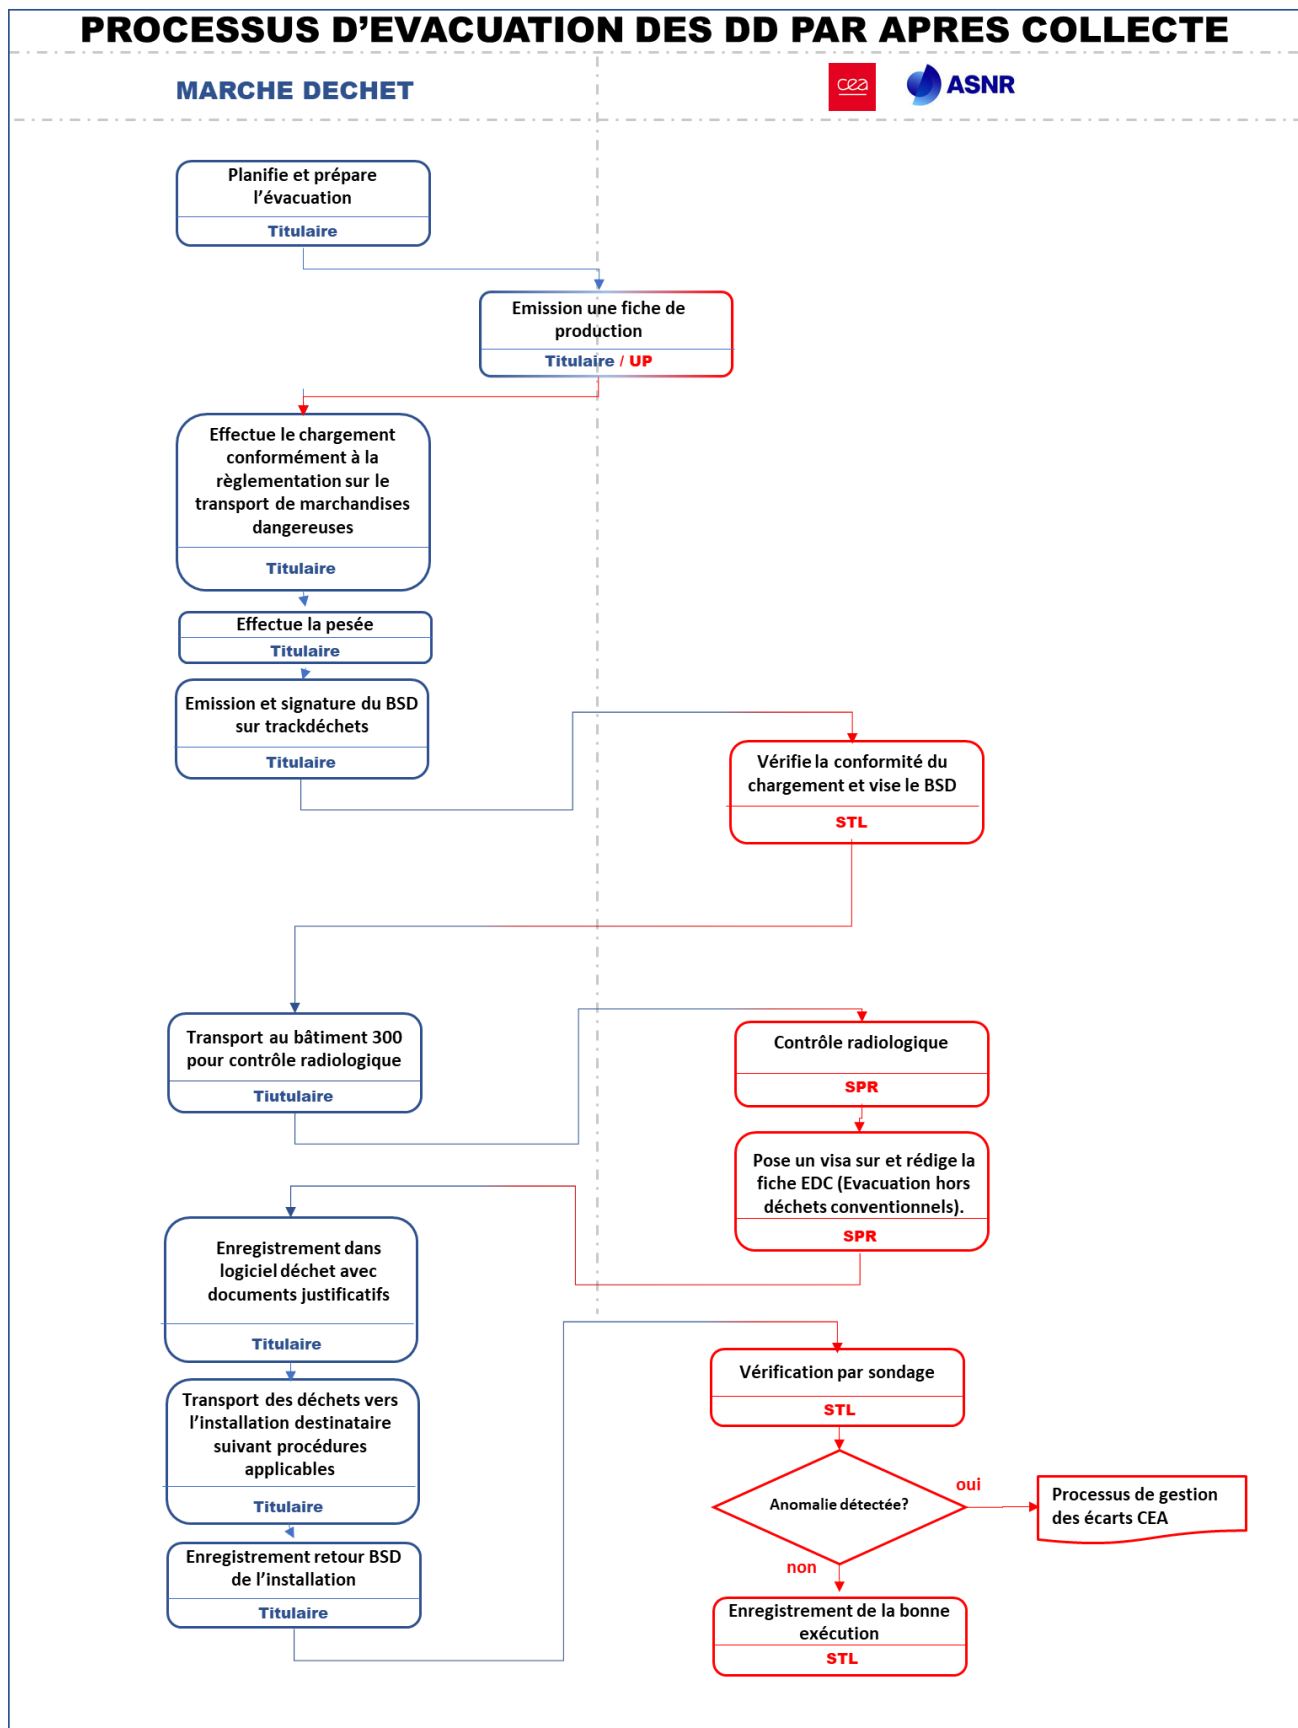 PROCESSUS D'EVACUATION DES DD PAR APRES COLLECTE
MARCHE DECHET
cea
ASNR
Planifie et prépare
l'évacuation
Titulaire
Emission une fiche de
production
Titulaire / UP
Effectue le chargement
conformément à la
règlementation sur le
transport de marchandises
dangereuses
Titulaire
Effectue la pesée
Titulaire
Emission et signature du BSD
sur trackdéchets
Titulaire
Vérifie la conformité du
chargement et vise le BSD
STL
Transport au bâtiment 300
pour contrôle radiologique
Tiutulaire
Contrôle radiologique
SPR
Pose un visa sur et rédige la
fiche EDC (Evacuation hors
déchets conventionnels).
SPR
Enregistrement dans
logiciel déchet avec
documents justificatifs
Titulaire
Transport des déchets vers
l'installation destinataire
suivant procédures
applicables
Titulaire
Enregistrement retour BSD
de l'installation
Titulaire
Vérification par sondage
STL
Anomalie détectée?
oui
Processus de gestion
des écarts CEA
non
Enregistrement de la bonne
exécution
STL